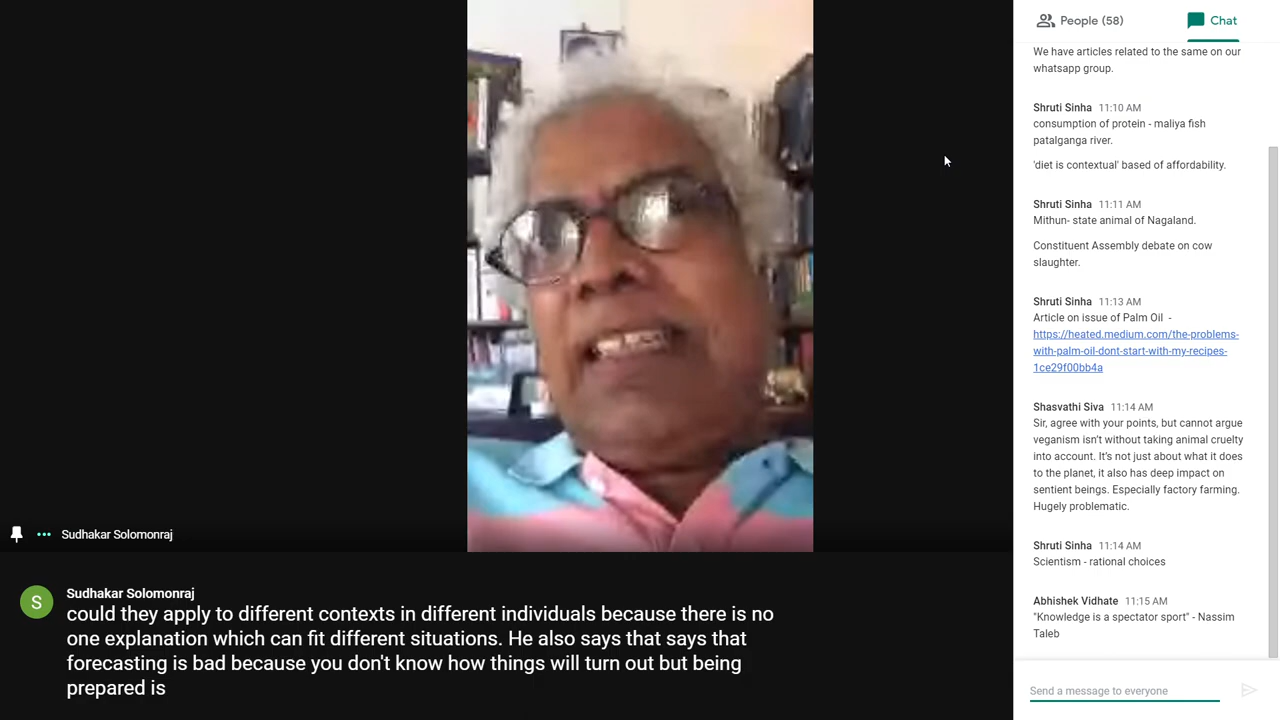 People (58)
Chat
We have articles related to the same on our
whatsapp group.
Shruti Sinha 11:10 AM
consumption of protein - maliya fish
patalganga river.
'diet is contextual' based of affordability.
Shruti Sinha 11:11 AM
Mithun- state animal of Nagaland.
Constituent Assembly debate on cow
slaughter.
Shruti Sinha 11:13 AM
Article on issue of Palm Oil -
https://heated.medium.com/the-problems-
with-palm-oil-dont-start-with-my-recipes-
1ce29f00bb4a
Shasvathi Siva 11:14 AM
Sir, agree with your points, but cannot argue
veganism isn't without taking animal cruelty
into account. It's not just about what it does
to the planet, it also has deep impact on
sentient beings. Especially factory farming.
Hugely problematic.
Shruti Sinha 11:14 AM
Scientism - rational choices
Abhishek Vidhate 11:15 AM
"Knowledge is a spectator sport" - Nassim
Taleb
Send a message to everyone
Sudhakar Solomonraj
S
Sudhakar Solomonraj
could they apply to different contexts in different individuals because there is no
one explanation which can fit different situations. He also says that says that
forecasting is bad because you don't know how things will turn out but being
prepared is